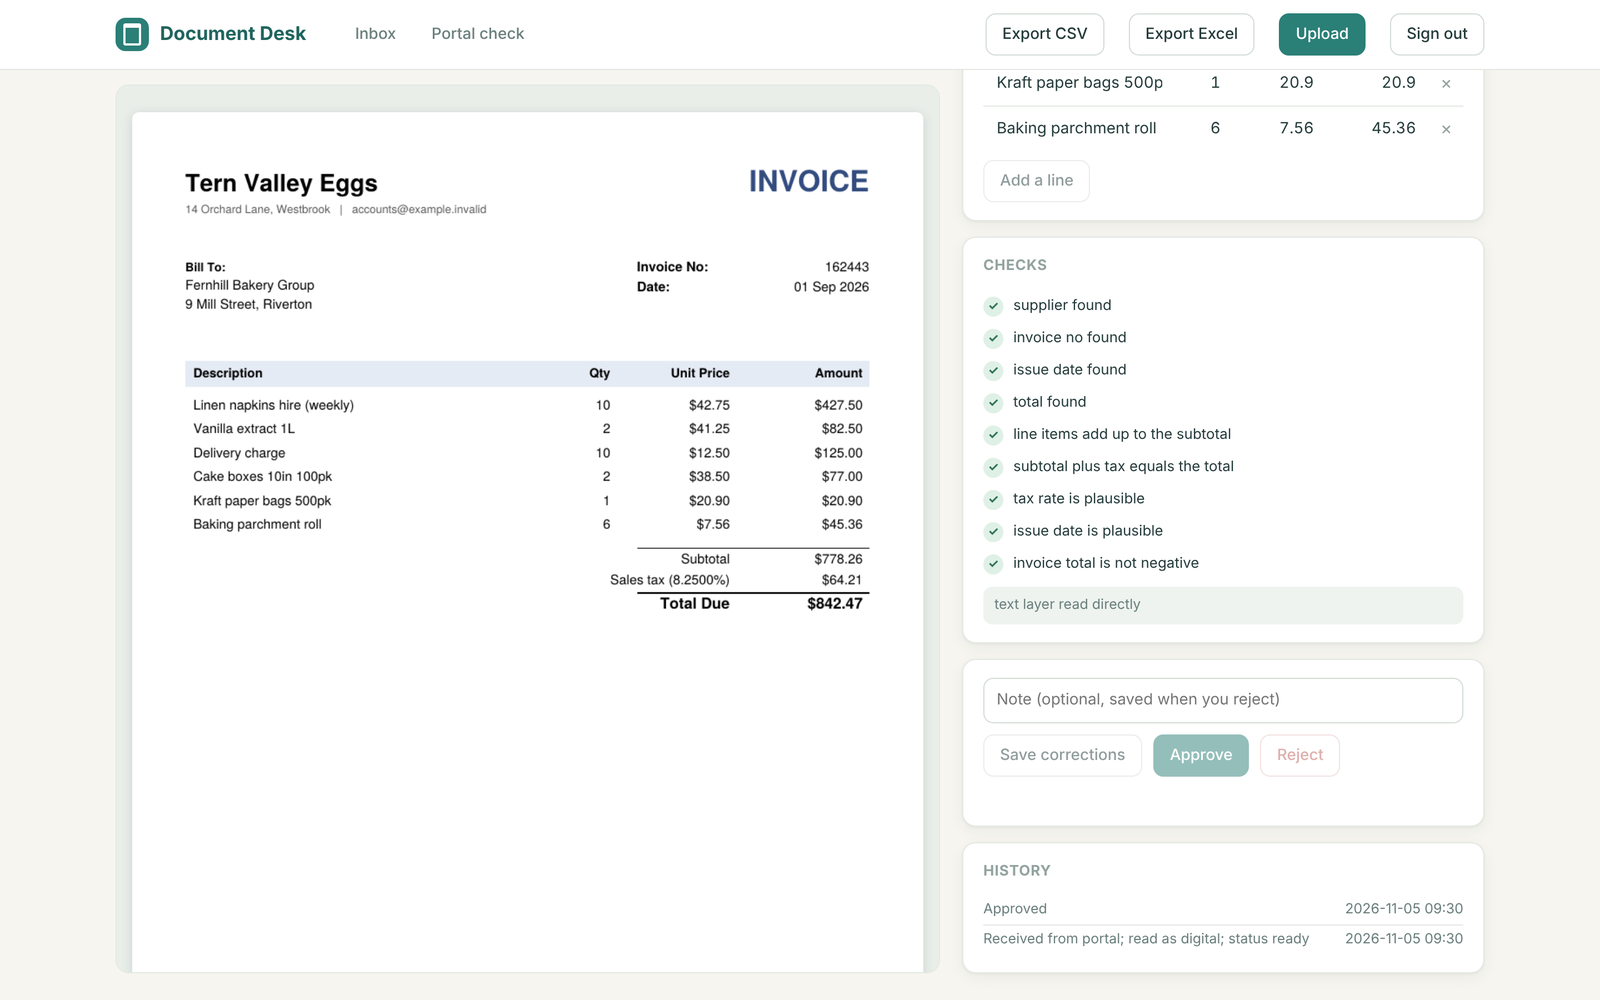 Document Desk Inbox Portal check Export CSV Export Excel Upload Sign out
Tern Valley Eggs INVOICE
14 Orchard Lane, Westbrook | accounts@example.invalid
Bill To:
Fernhill Bakery Group
9 Mill Street, Riverton
Invoice No: 162443
Date: 01 Sep 2026
Description Qty Unit Price Amount
Linen napkins hire (weekly) 10 $42.75 $427.50
Vanilla extract 1L 2 $41.25 $82.50
Delivery charge 10 $12.50 $125.00
Cake boxes 10in 100pk 2 $38.50 $77.00
Kraft paper bags 500pk 1 $20.90 $20.90
Baking parchment roll 6 $7.56 $45.36
Subtotal $778.26
Sales tax (8.2500%) $64.21
Total Due $842.47
Kraft paper bags 500p 1 20.9 20.9 ×
Baking parchment roll 6 7.56 45.36 ×
Add a line
CHECKS
supplier found
invoice no found
issue date found
total found
line items add up to the subtotal
subtotal plus tax equals the total
tax rate is plausible
issue date is plausible
invoice total is not negative
text layer read directly
Note (optional, saved when you reject)
Save corrections Approve Reject
HISTORY
Approved 2026-11-05 09:30
Received from portal; read as digital; status ready 2026-11-05 09:30